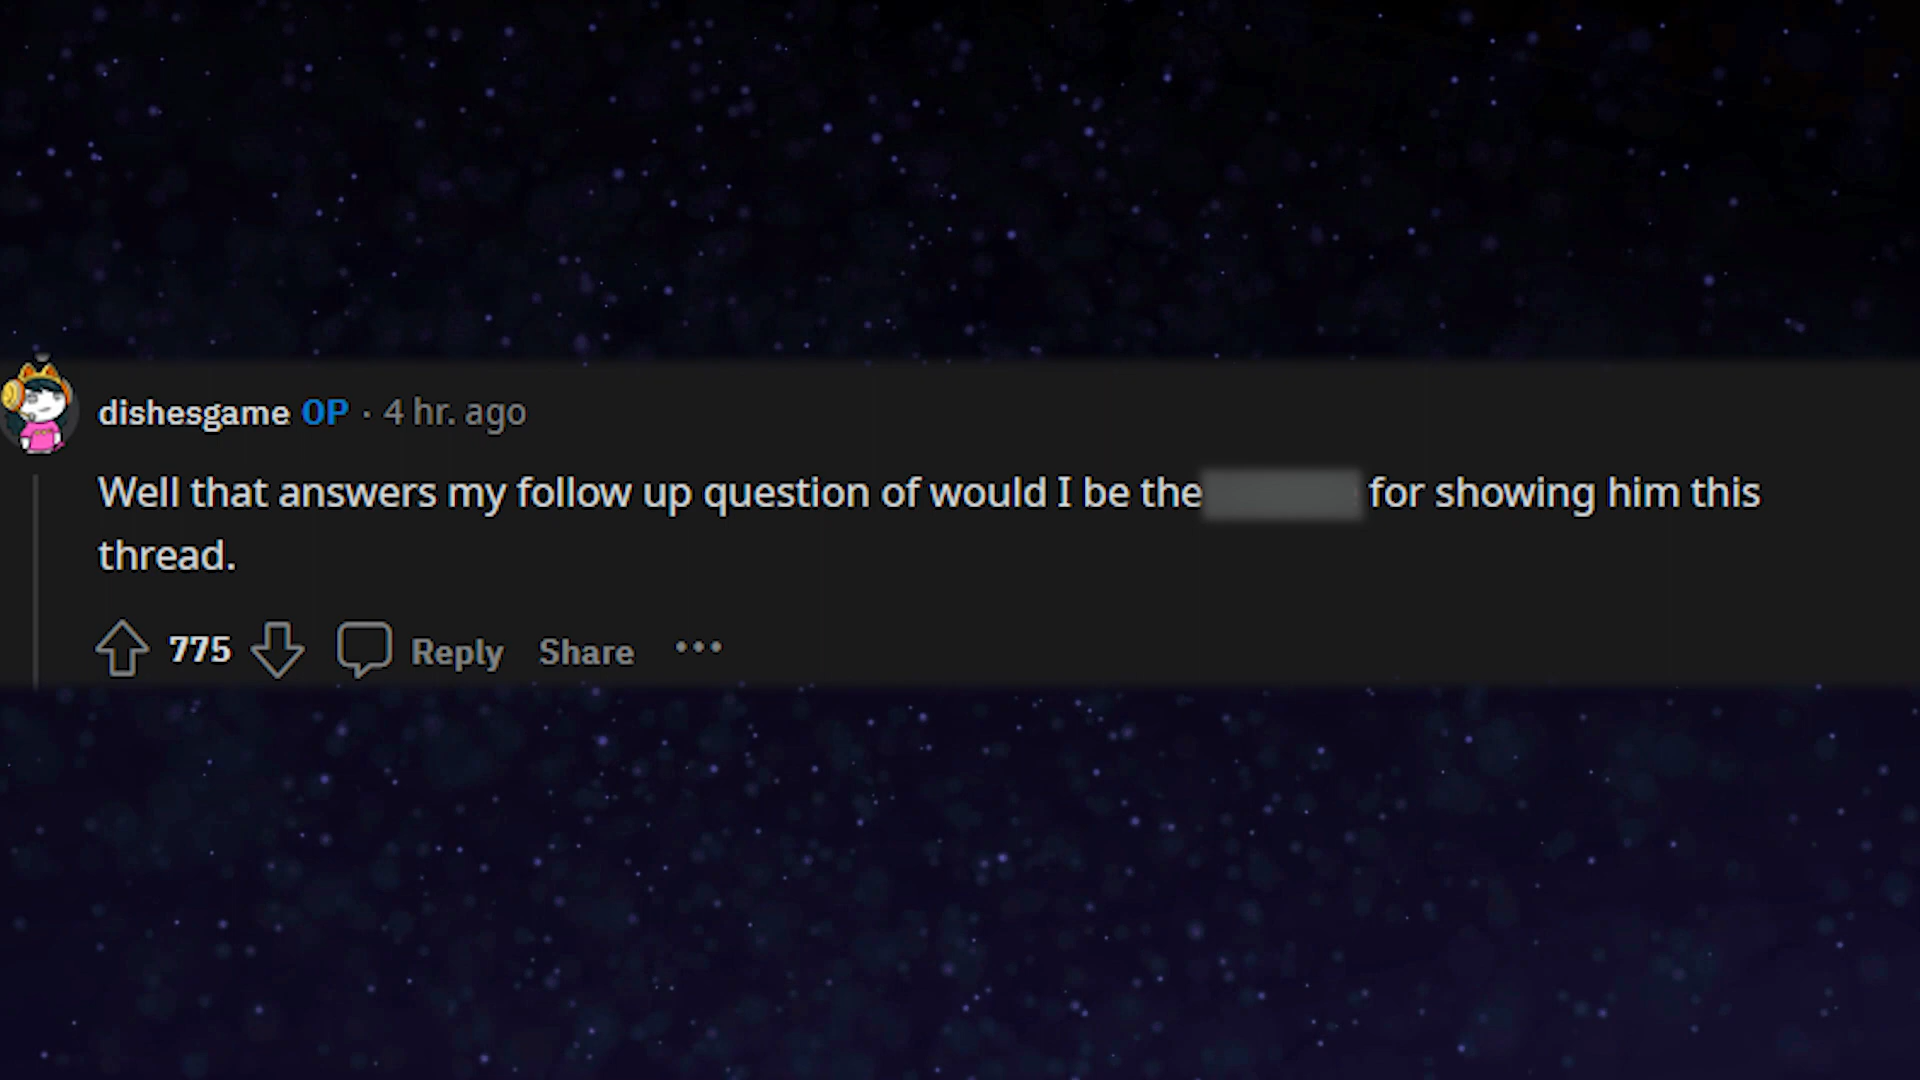 dishesgame OP · 4 hr. ago
Well that answers my follow up question of would I be the for showing him this
thread.
775 Reply Share ...